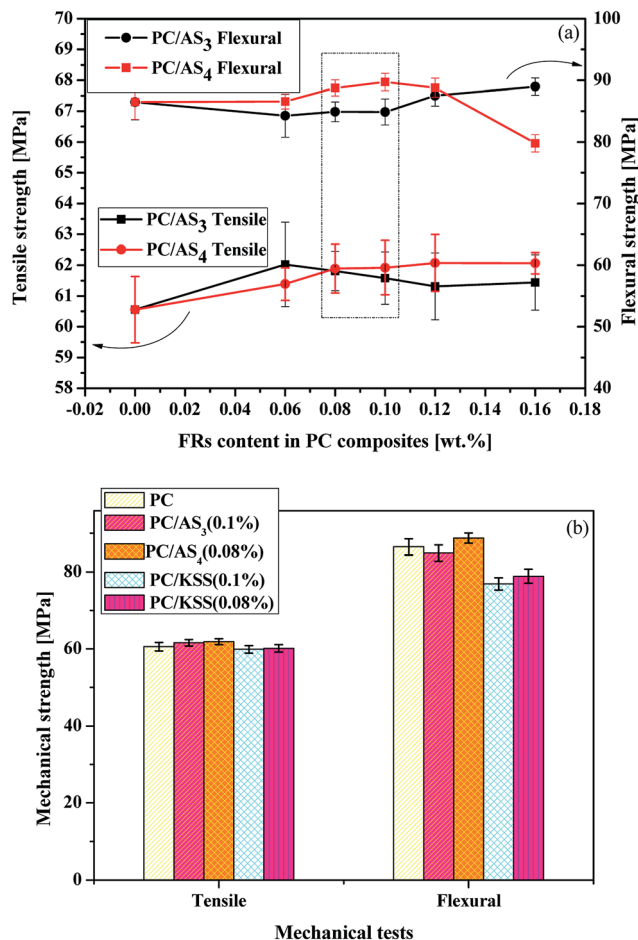 (a)
PC/AS3 Flexural
PC/AS4 Flexural
PC/AS3 Tensile
PC/AS4 Tensile
Tensile strength [MPa]
70
69
68
67
66
65
64
63
62
61
60
59
58
Flexural strength [MPa]
100
90
80
70
60
50
40
-0.02 0.00 0.02 0.04 0.06 0.08 0.10 0.12 0.14 0.16 0.18
FRs content in PC composites [wt.%]
(b)
PC
PC/AS3(0.1%)
PC/AS4(0.08%)
PC/KSS(0.1%)
PC/KSS(0.08%)
Mechanical strength [MPa]
80
60
40
20
0
Tensile Flexural
Mechanical tests